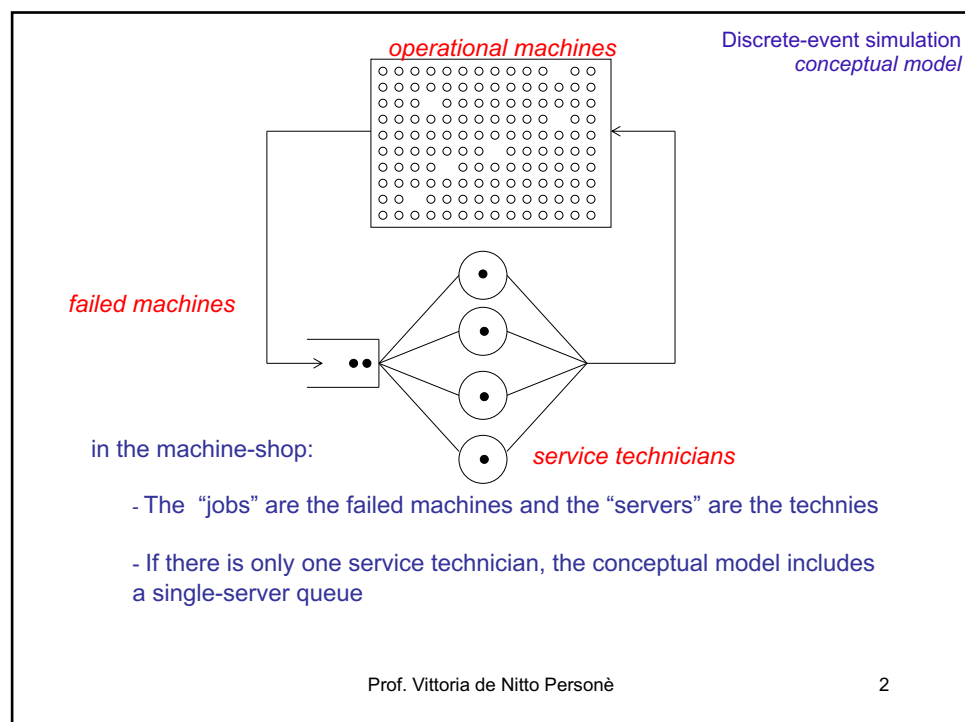 Discrete-event simulation
conceptual model
operational machines
failed machines
service technicians
in the machine-shop:
- The “jobs” are the failed machines and the “servers” are the technies
- If there is only one service technician, the conceptual model includes
a single-server queue
Prof. Vittoria de Nitto Personè
2